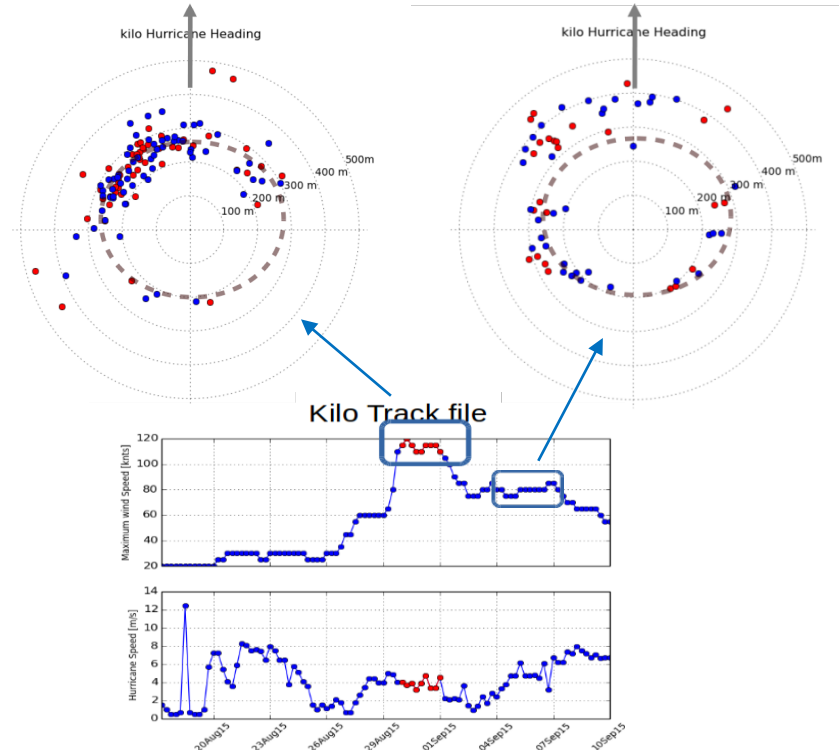 kilo Hurricane Heading
500m
400 m
300 m
200 m
100 m
kilo Hurricane Heading
500m
400 m
300 m
200 m
100 m
Kilo Track file
Maximum wind Speed [knts]
120
100
80
60
40
20
Hurricane Speed [m/s]
14
12
10
8
6
4
2
0
20Aug15
23Aug15
26Aug15
29Aug15
01Sep15
04Sep15
07Sep15
10Sep15